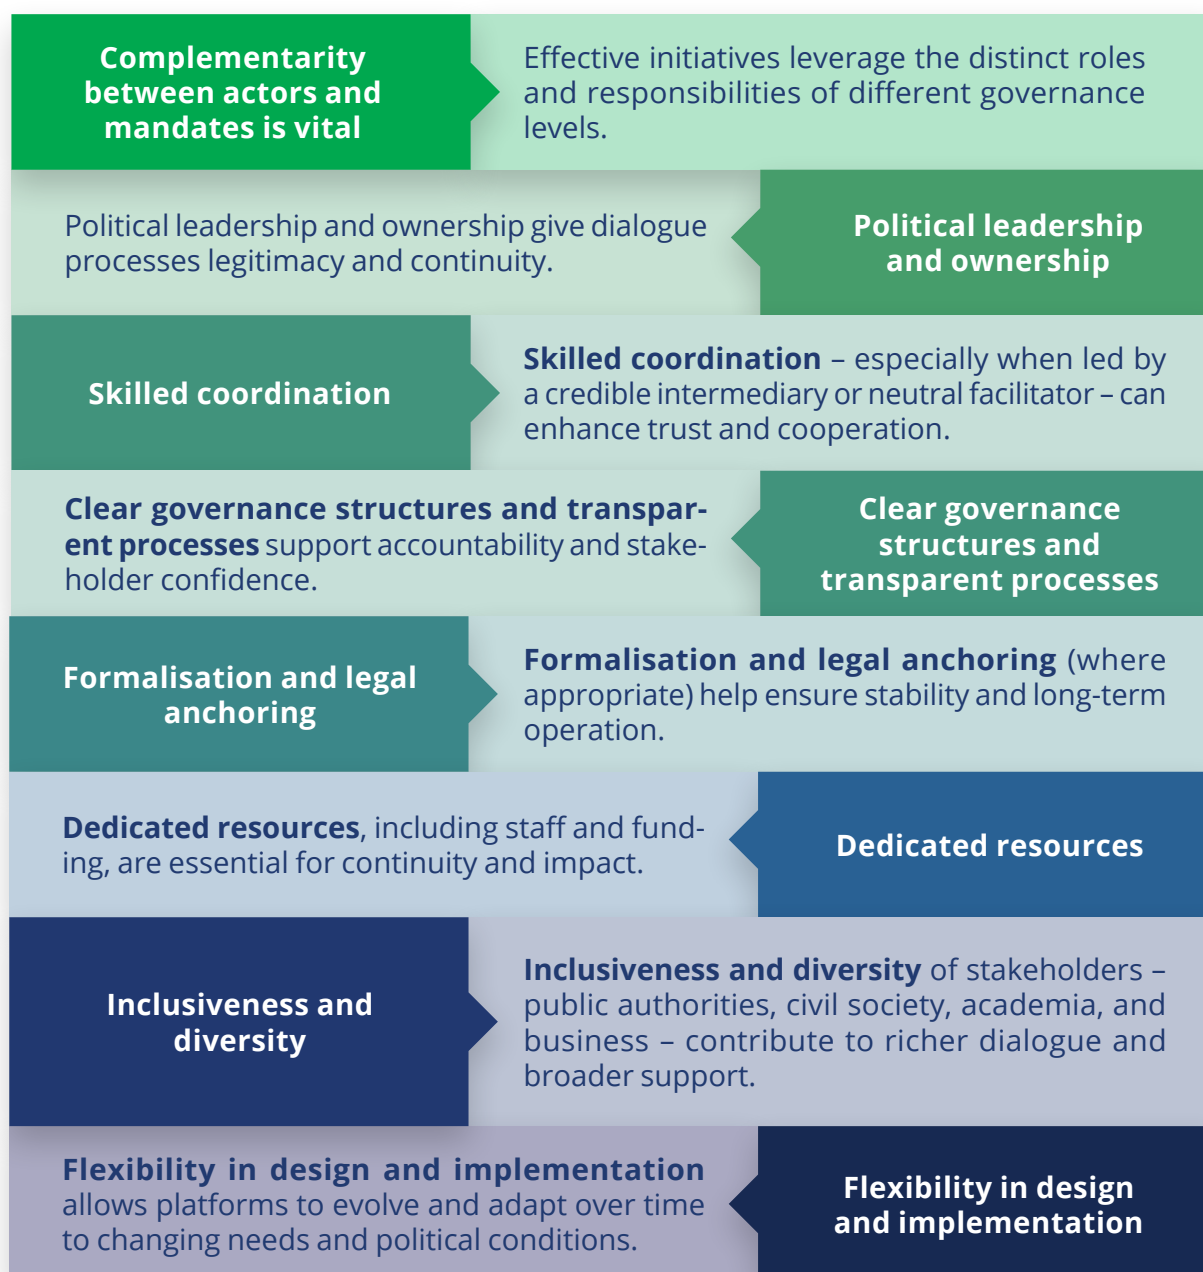 Complementarity
between actors and
mandates is vital
Effective initiatives leverage the distinct roles
and responsibilities of different governance
levels.
Political leadership and ownership give dialogue
processes legitimacy and continuity.
Political leadership
and ownership
Skilled coordination
Skilled coordination – especially when led by
a credible intermediary or neutral facilitator – can
enhance trust and cooperation.
Clear governance structures and transpar-
ent processes support accountability and stake-
holder confidence.
Clear governance
structures and
transparent processes
Formalisation and legal
anchoring
Formalisation and legal anchoring (where
appropriate) help ensure stability and long-term
operation.
Dedicated resources, including staff and fund-
ing, are essential for continuity and impact.
Dedicated resources
Inclusiveness and
diversity
Inclusiveness and diversity of stakeholders –
public authorities, civil society, academia, and
business – contribute to richer dialogue and
broader support.
Flexibility in design and implementation
allows platforms to evolve and adapt over time
to changing needs and political conditions.
Flexibility in design
and implementation